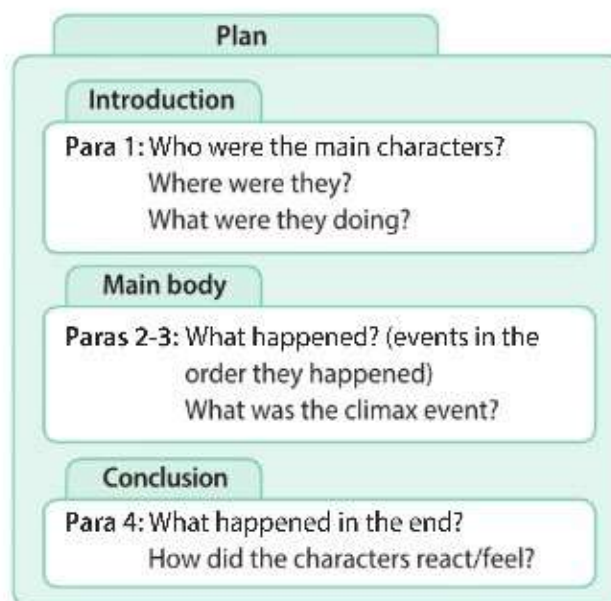 Plan
Introduction
Para 1: Who were the main characters?
Where were they?
What were they doing?
Main body
Paras 2-3: What happened? (events in the
order they happened)
What was the climax event?
Conclusion
Para 4: What happened in the end?
How did the characters react/feel?